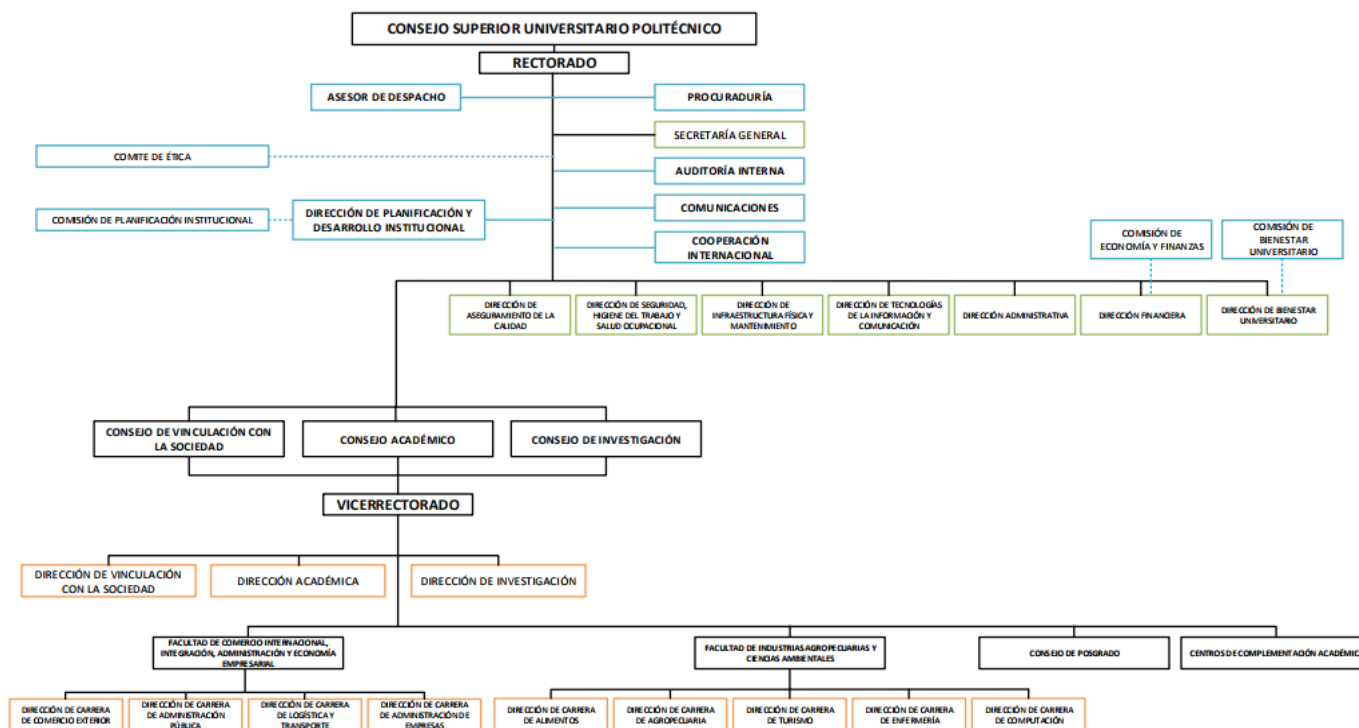 CONSEJO SUPERIOR UNIVERSITARIO POLITÉCNICO
RECTORADO
ASESOR DE DESPACHO
PROCURADURÍA
SECRETARÍA GENERAL
COMITE DE ÉTICA
AUDITORÍA INTERNA
COMISIÓN DE PLANIFICACIÓN INSTITUCIONAL
DIRECCIÓN DE PLANIFICACIÓN Y
DESARROLLO INSTITUCIONAL
COMUNICACIONES
COOPERACIÓN
INTERNACIONAL
COMISIÓN DE
ECONOMÍA Y FINANZAS
COMISIÓN DE
BIENESTAR
UNIVERSITARIO
DIRECCIÓN DE
ASEGURAMIENTO DE LA
CALIDAD
DIRECCIÓN DE SEGURIDAD,
HIGIENE DEL TRABAJO Y
SALUD OCUPACIONAL
DIRECCIÓN DE
INFRAESTRUCTURA FÍSICA Y
MANTENIMIENTO
DIRECCIÓN DE TECNOLOGÍAS
DE LA INFORMACIÓN Y
COMUNICACIÓN
DIRECCIÓN ADMINISTRATIVA
DIRECCIÓN FINANCIERA
DIRECCIÓN DE BIENESTAR
UNIVERSITARIO
CONSEJO DE VINCULACIÓN CON
LA SOCIEDAD
CONSEJO ACADÉMICO
CONSEJO DE INVESTIGACIÓN
VICERRECTORADO
DIRECCIÓN DE VINCULACIÓN
CON LA SOCIEDAD
DIRECCIÓN ACADÉMICA
DIRECCIÓN DE INVESTIGACIÓN
FACULTAD DE COMERCIO INTERNACIONAL,
INTEGRACIÓN, ADMINISTRACIÓN Y ECONOMÍA
EMPRESARIAL
FACULTAD DE INDUSTRIAS AGROPECUARIAS Y
CIENCIAS AMBIENTALES
CONSEJO DE POSGRADO
CENTROS DE COMPLEMENTACIÓN ACADÉMIC
DIRECCIÓN DE CARRERA
DE COMERCIO EXTERIOR
DIRECCIÓN DE CARRERA
DE ADMINISTRACIÓN
PÚBLICA
DIRECCIÓN DE CARRERA
DE LOGÍSTICA Y
TRANSPORTE
DIRECCIÓN DE CARRERA
DE ADMINISTRACIÓN DE
EMPRESAS
DIRECCIÓN DE CARRERA
DE ALIMENTOS
DIRECCIÓN DE CARRERA
DE AGROPECUARIA
DIRECCIÓN DE CARRERA
DE TURISMO
DIRECCIÓN DE CARRERA
DE ENFERMERÍA
DIRECCIÓN DE CARRERA
DE COMPUTACIÓN